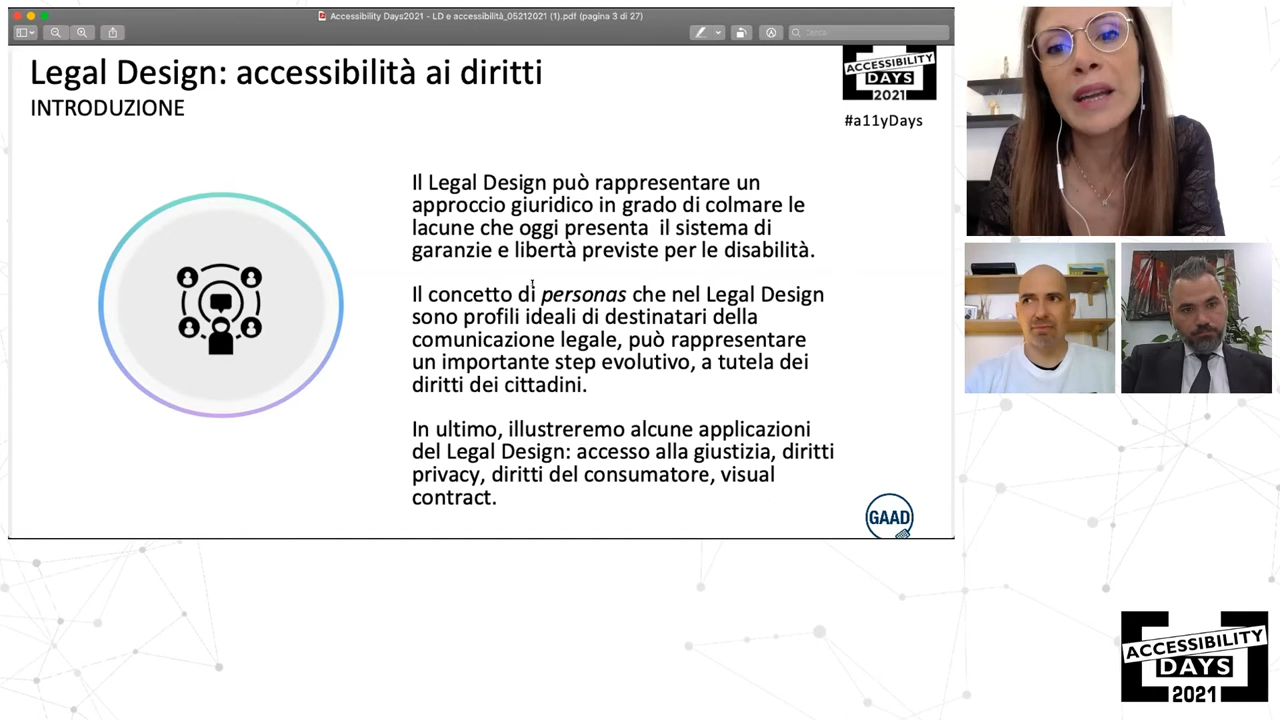 Accessibility Days2021 - LD e accessibilità_05212021 (1).pdf (pagina 3 di 27)
Cerca
Legal Design: accessibilità ai diritti
INTRODUZIONE
ACCESSIBILITY
DAYS
2021
#a11yDays
Il Legal Design può rappresentare un
approccio giuridico in grado di colmare le
lacune che oggi presenta il sistema di
garanzie e libertà previste per le disabilità.
Il concetto di personas che nel Legal Design
sono profili ideali di destinatari della
comunicazione legale, può rappresentare
un importante step evolutivo, a tutela dei
diritti dei cittadini.
In ultimo, illustreremo alcune applicazioni
del Legal Design: accesso alla giustizia, diritti
privacy, diritti del consumatore, visual
contract.
GAAD
ACCESSIBILITY
DAYS
2021